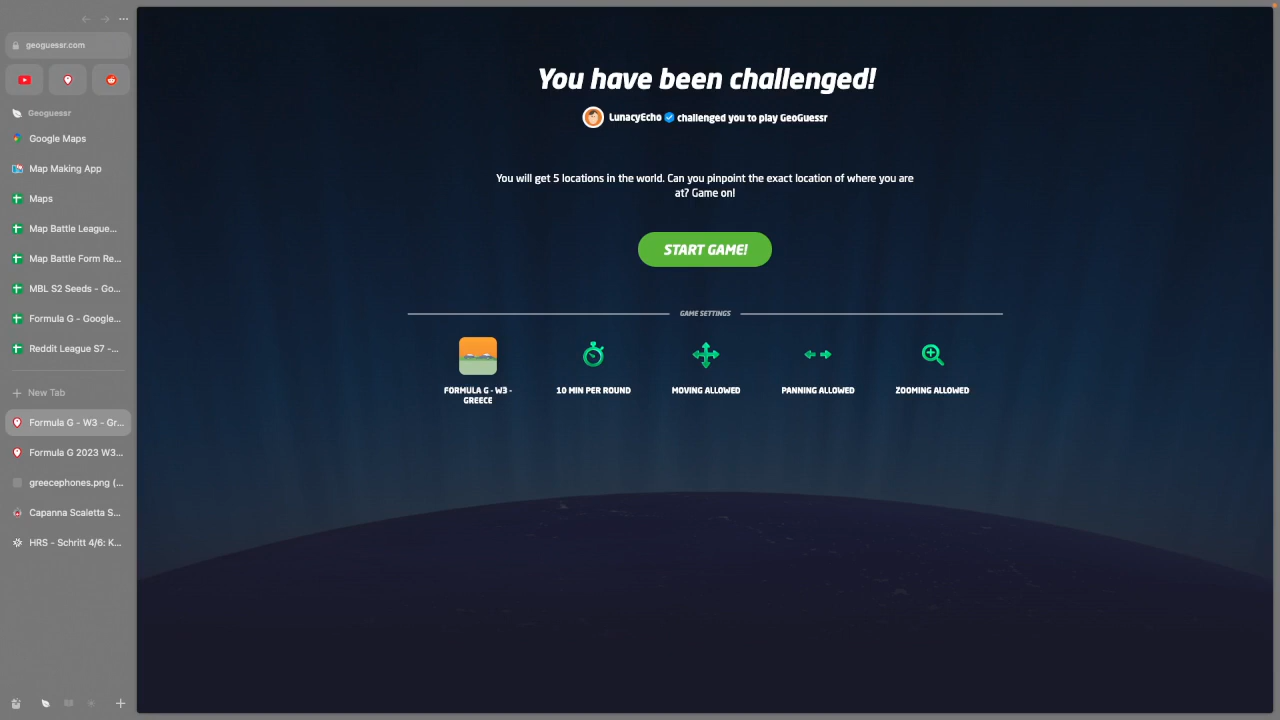 geoguessr.com
Geoguessr
Google Maps
Map Making App
Maps
Map Battle League...
Map Battle Form Re...
MBL S2 Seeds - Go...
Formula G - Google...
Reddit League S7 -...
New Tab
Formula G - W3 - Gr...
Formula G 2023 W3...
greecephones.png (...
Capanna Scaletta S...
HRS - Schritt 4/6: K...
You have been challenged!
LunacyEcho challenged you to play GeoGuessr
You will get 5 locations in the world. Can you pinpoint the exact location of where you are
at? Game on!
START GAME!
GAME SETTINGS
FORMULA G - W3 -
GREECE
10 MIN PER ROUND
MOVING ALLOWED
PANNING ALLOWED
ZOOMING ALLOWED